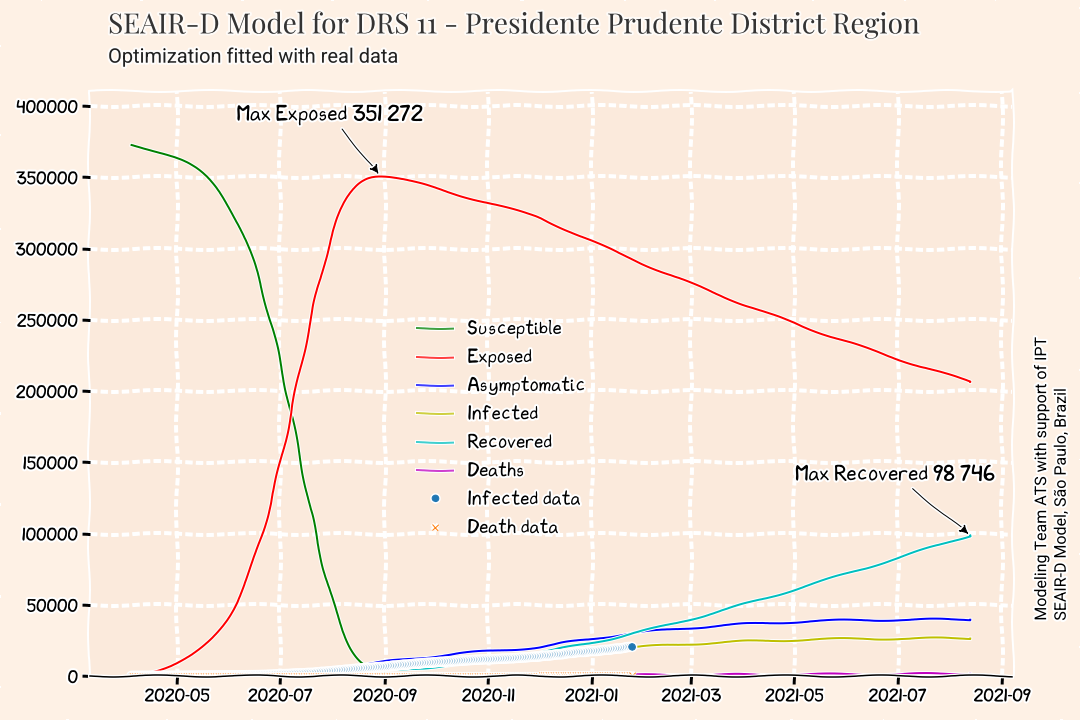 SEAIR-D Model for DRS 11 - Presidente Prudente District Region
Optimization fitted with real data
400000
350000
300000
250000
200000
150000
100000
50000
0
Max Exposed 351 272
Susceptible
Exposed
Asymptomatic
Infected
Recovered
Deaths
Infected data
Death data
Max Recovered 98 746
2020-05
2020-07
2020-09
2020-11
2021-01
2021-03
2021-05
2021-07
2021-09
Modeling Team ATS with support of IPT
SEAIR-D Model, São Paulo, Brazil